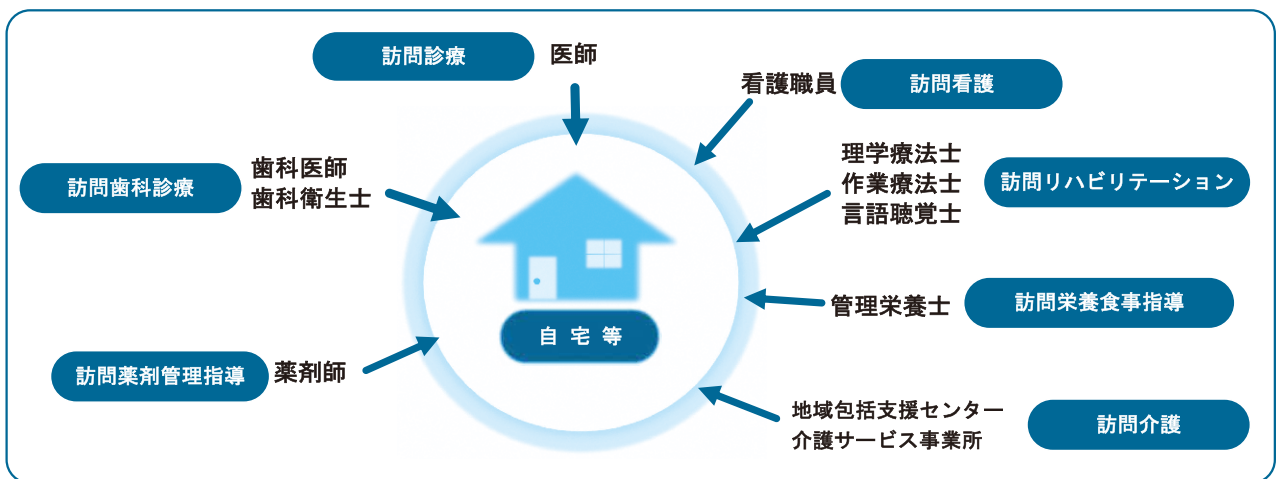 訪問診療
医師
看護職員
訪問看護
訪問歯科診療
歯科医師
歯科衛生士
理学療法士
作業療法士
言語聴覚士
訪問リハビリテーション
管理栄養士
訪問栄養食事指導
自宅等
訪問薬剤管理指導
薬剤師
地域包括支援センター
介護サービス事業所
訪問介護